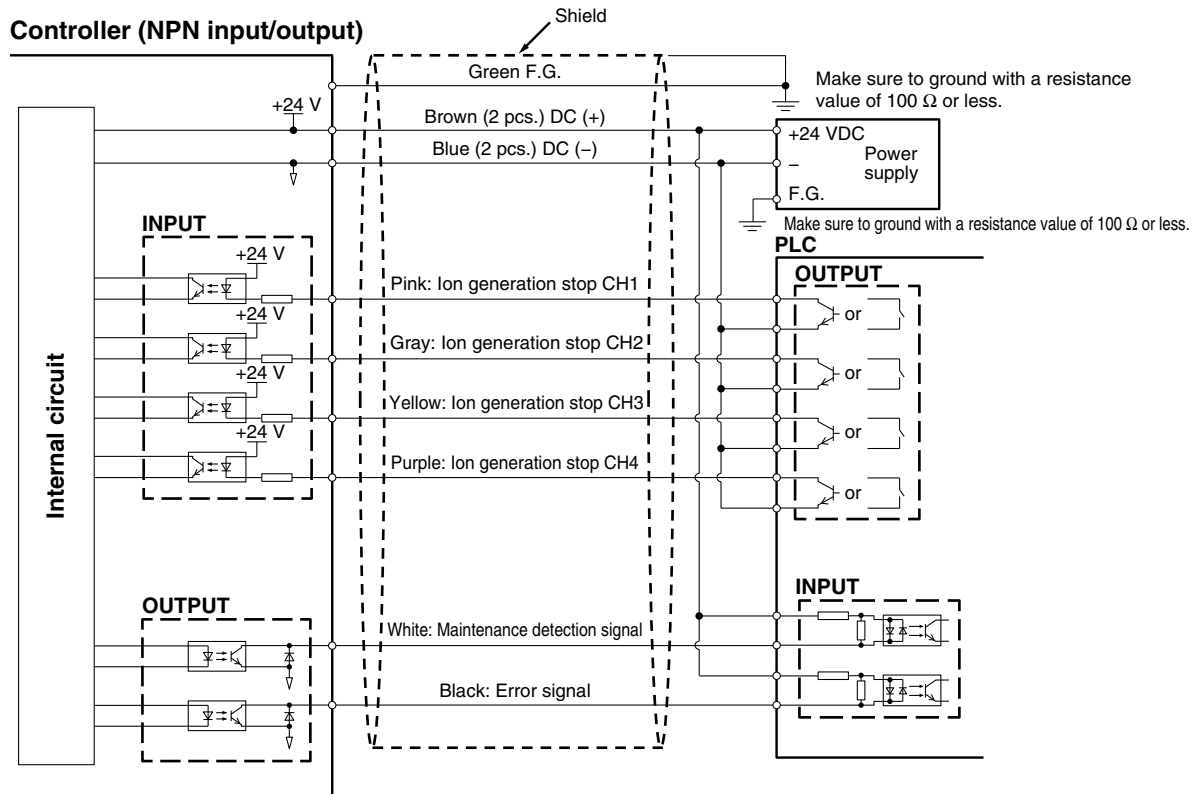 Shield
Controller (NPN input/output)
Green F.G.
Make sure to ground with a resistance
value of 100 Ω or less.
+24 V
Brown (2 pcs.) DC (+)
+24 VDC
Blue (2 pcs.) DC (−)
Power
supply
−
F.G.
Make sure to ground with a resistance value of 100 Ω or less.
INPUT
PLC
+24 V
OUTPUT
Pink: Ion generation stop CH1
or
+24 V
Gray: Ion generation stop CH2
or
+24 V
Yellow: Ion generation stop CH3
or
+24 V
Purple: Ion generation stop CH4
or
Internal circuit
INPUT
OUTPUT
White: Maintenance detection signal
Black: Error signal